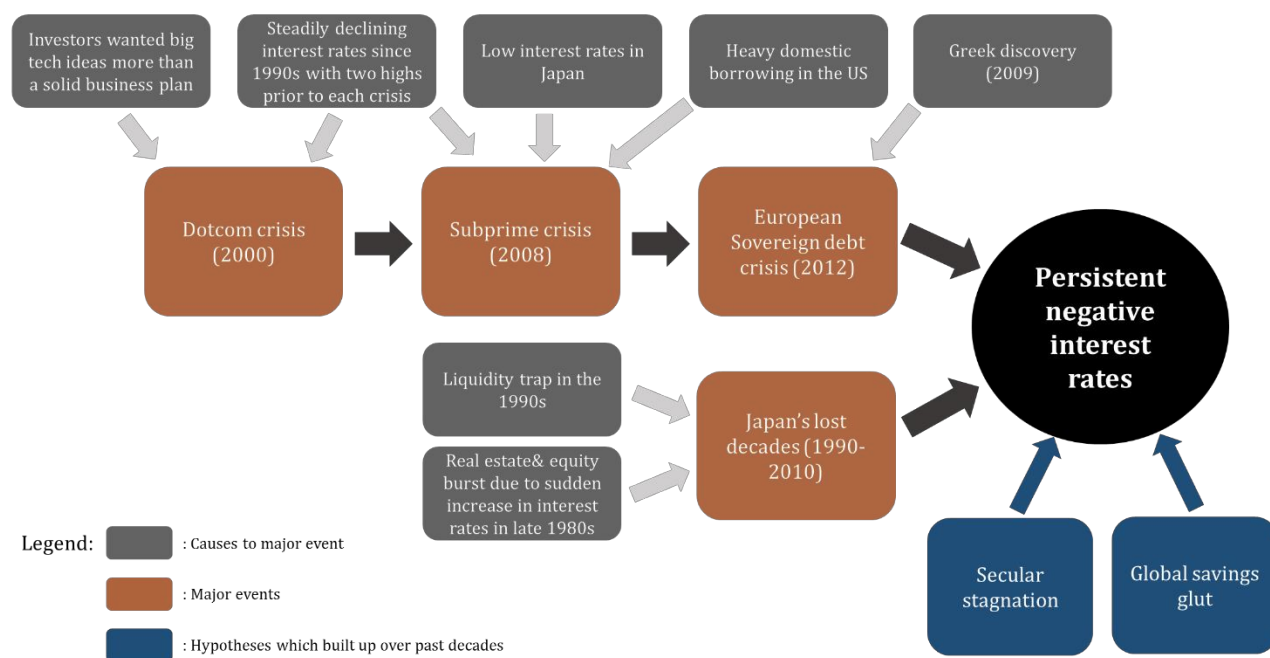 Investors wanted big
tech ideas more than
a solid business plan
Steadily declining
interest rates since
1990s with two highs
prior to each crisis
Low interest rates in
Japan
Heavy domestic
borrowing in the US
Greek discovery
(2009)
Dotcom crisis
(2000)
Subprime crisis
(2008)
European
Sovereign debt
crisis (2012)
Persistent
negative
interest
rates
Liquidity trap in the
1990s
Real estate& equity
burst due to sudden
increase in interest
rates in late 1980s
Japan’s lost
decades (1990-
2010)
Secular
stagnation
Global savings
glut
Legend:
: Causes to major event
: Major events
: Hypotheses which built up over past decades